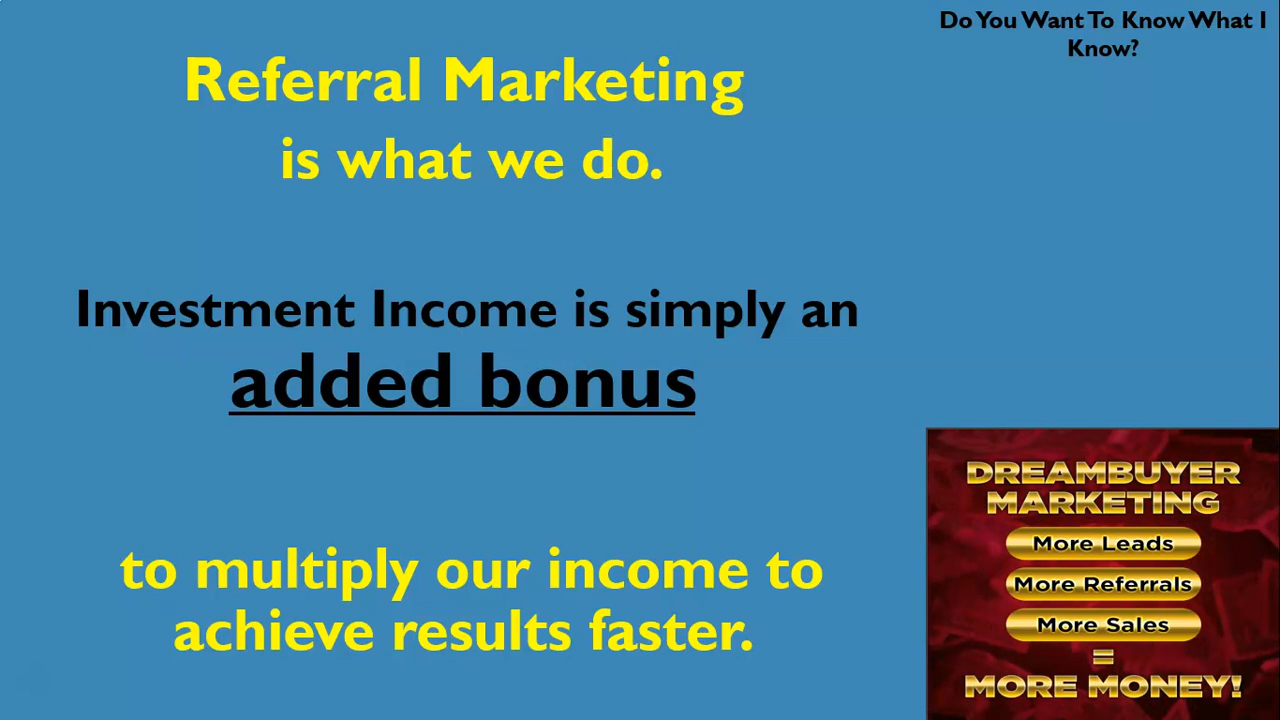 Do You Want To Know What I
Know?
Referral Marketing
is what we do.
Investment Income is simply an
added bonus
to multiply our income to
achieve results faster.
DREAMBUYER
MARKETING
More Leads
More Referrals
More Sales
=
MORE MONEY!